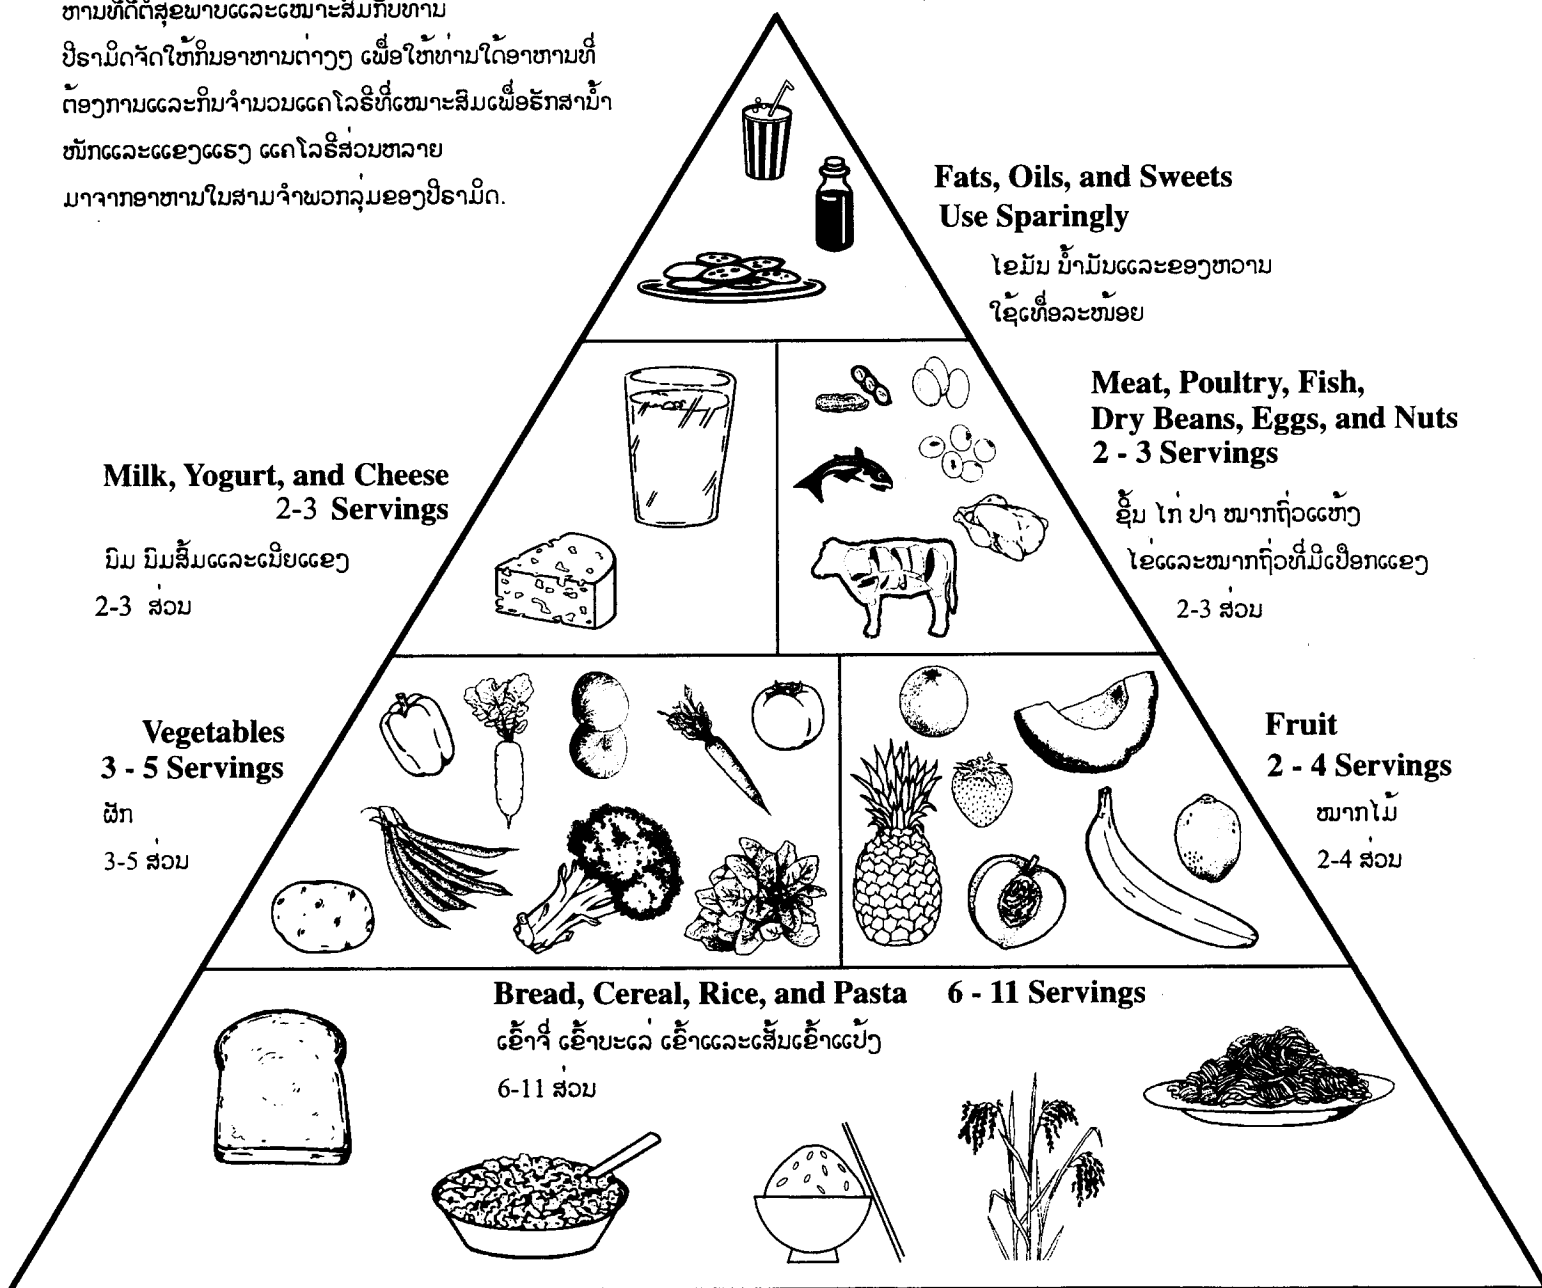 ຫານທີ່ດີຕໍ່ສຸຂພາບແລະເໝາະສົມກັບທ່ານ
ປີຣາມິດຈັດໃຫ້ກິນອາຫານຕ່າງໆ ເພື່ອໃຫ້ທ່ານໃດ້ອາຫານທີ່
ຕ້ອງການແລະກິນຈຳນວນແຄໂລຣີທີ່ເໝາະສົມເພື່ອຮັກສານ້ຳ
ໜັກແລະແຂງແຮງ ແຄໂລຣີສ່ວນຫລາຍ
ມາຈາກອາຫານໃນສາມຈຳພວກລຸ່ມຂອງປີຣາມິດ.
Fats, Oils, and Sweets
Use Sparingly
ໄຂມັນ ນ້ຳມັນແລະຂອງຫວານ
ໃຊ້ເທື່ອລະໜ້ອຍ
Milk, Yogurt, and Cheese
2-3 Servings
ນົມ ນົມສົ້ມແລະເນີຍແຂງ
2-3 ສ່ວນ
Meat, Poultry, Fish,
Dry Beans, Eggs, and Nuts
2 - 3 Servings
ຊີ້ນ ໄກ່ ປາ ໝາກຖົ່ວແຫ້ງ
ໄຂ່ແລະໝາກຖົ່ວທີ່ມີເປືອກແຂງ
2-3 ສ່ວນ
Vegetables
3 - 5 Servings
ຜັກ
3-5 ສ່ວນ
Fruit
2 - 4 Servings
ໝາກໄມ້
2-4 ສ່ວນ
Bread, Cereal, Rice, and Pasta 6 - 11 Servings
ເຂົ້າຈີ່ ເຂົ້າບະເລ່ ເຂົ້າແລະເສັ້ນເຂົ້າແປ້ງ
6-11 ສ່ວນ